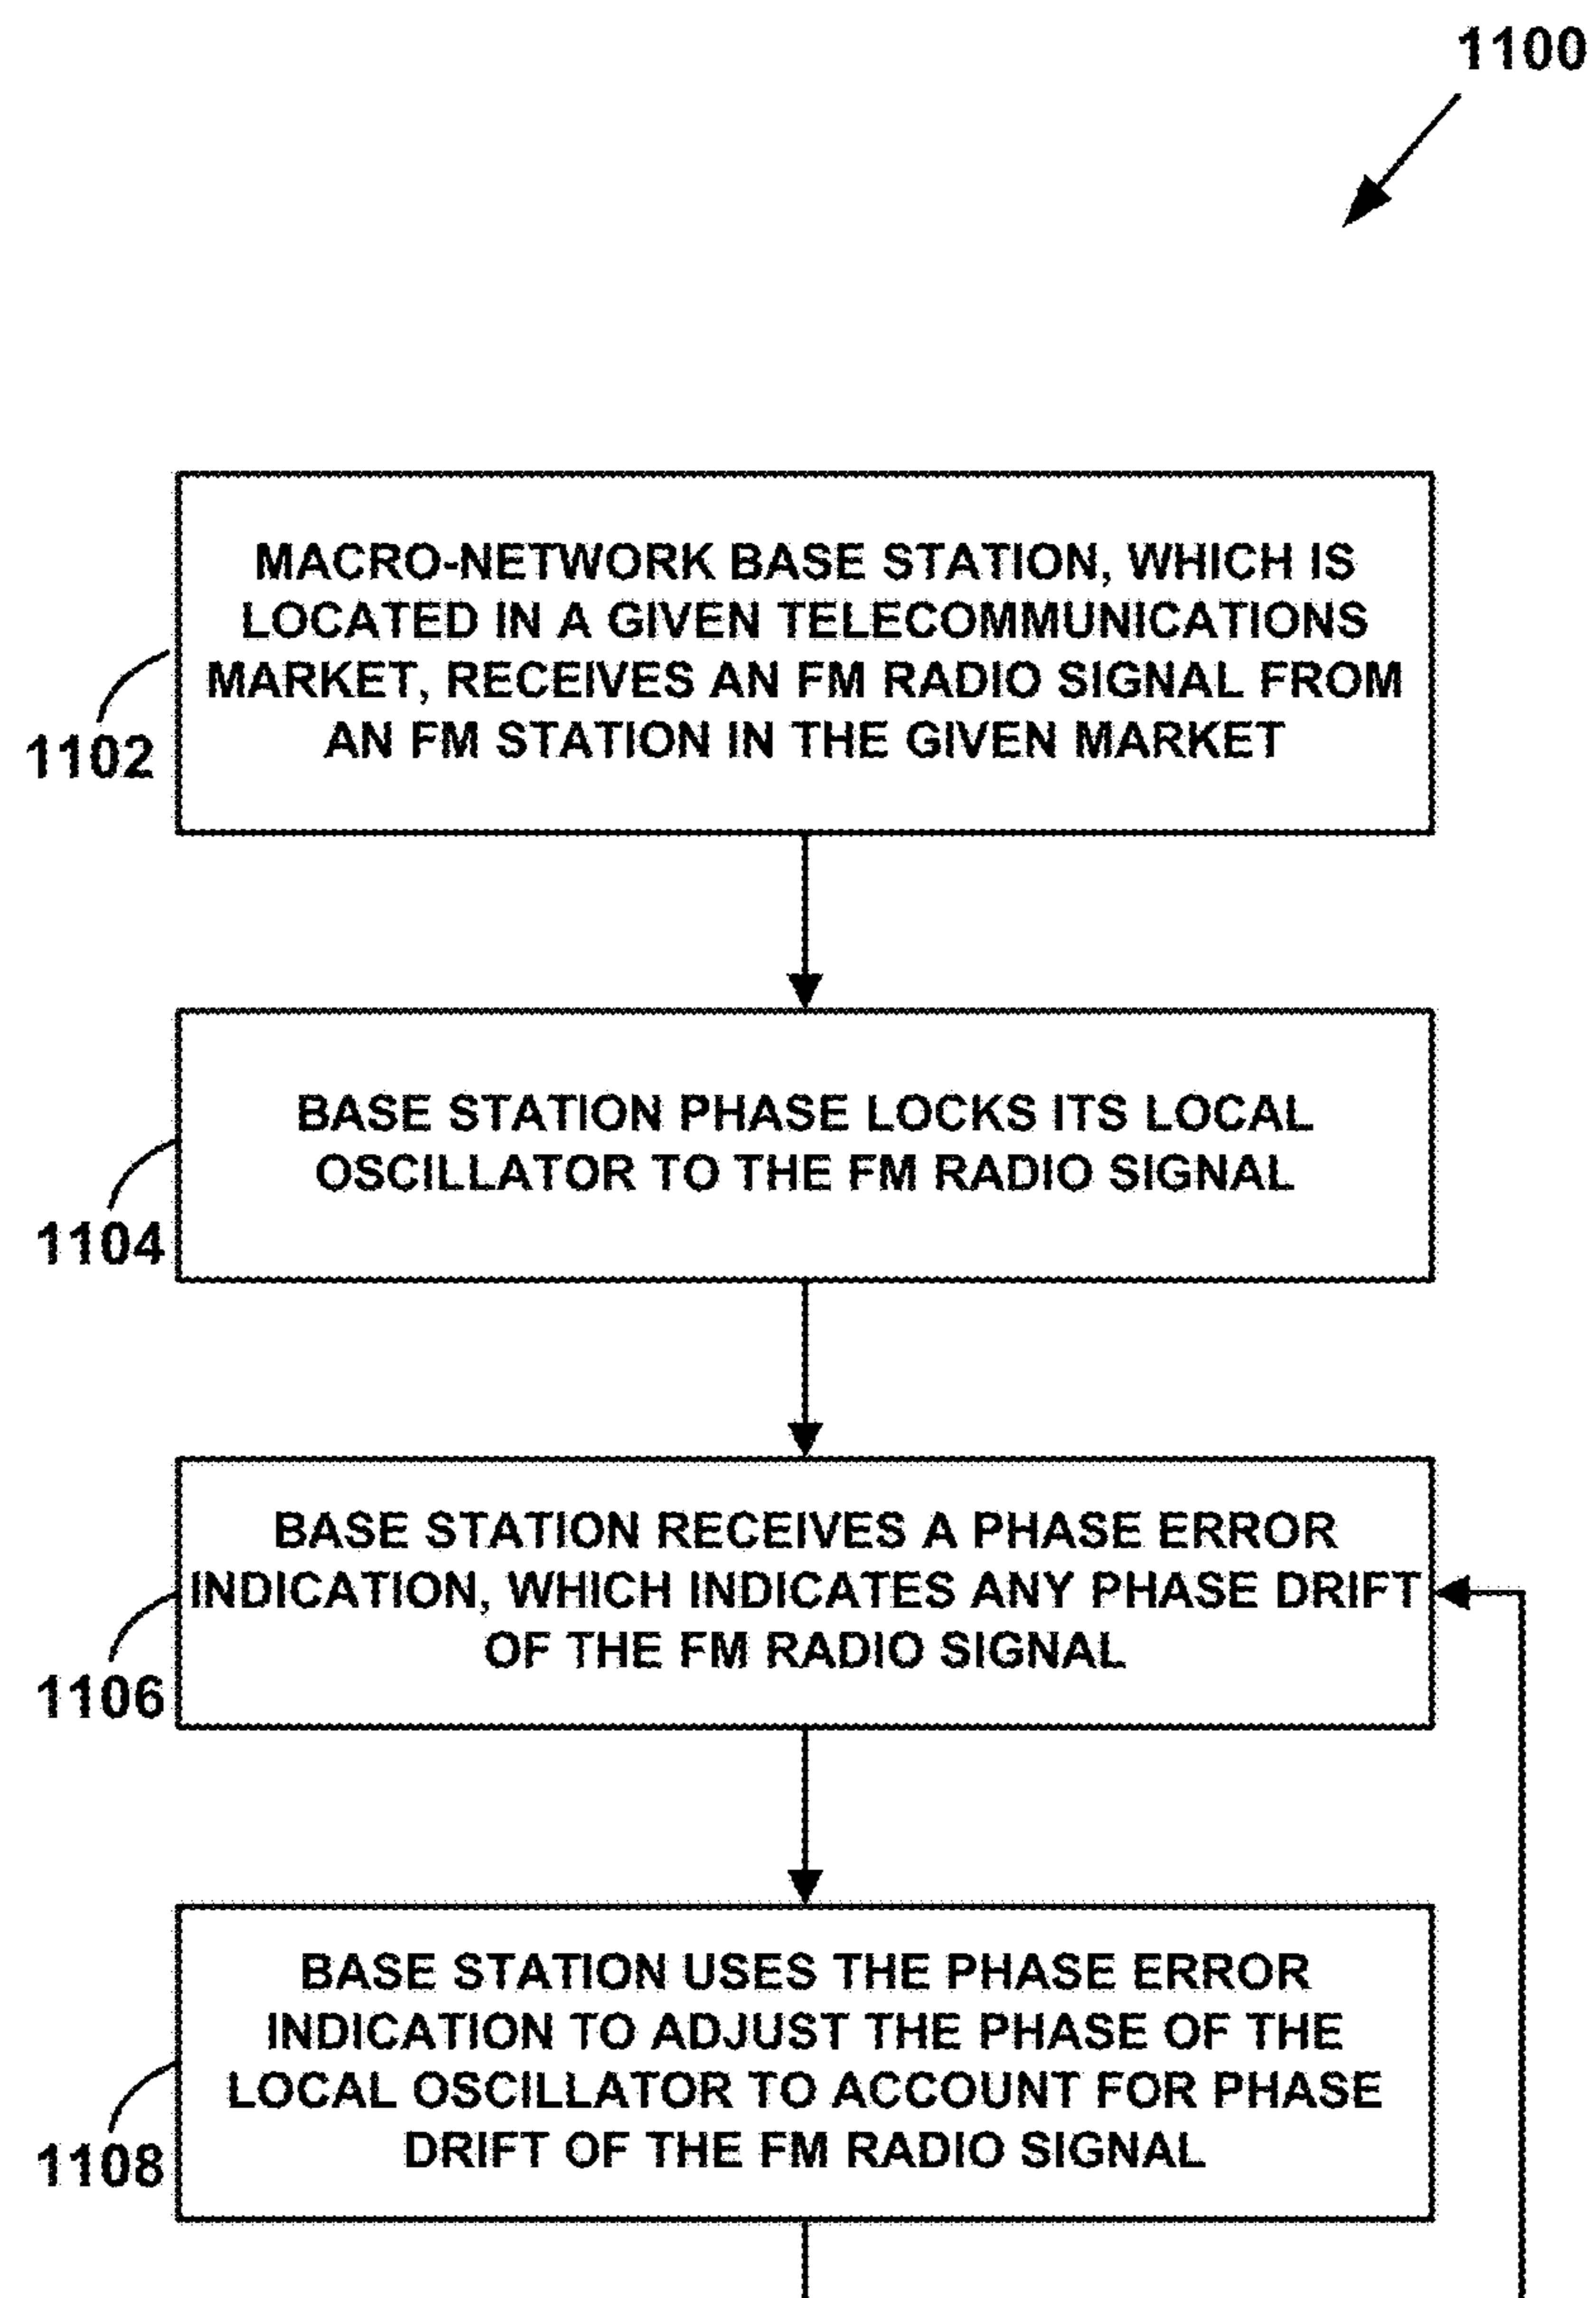 1100
MACRO-NETWORK BASE STATION, WHICH IS
LOCATED IN A GIVEN TELECOMMUNICATIONS
MARKET, RECEIVES AN FM RADIO SIGNAL FROM
AN FM STATION IN THE GIVEN MARKET
1102
BASE STATION PHASE LOCKS ITS LOCAL
OSCILLATOR TO THE FM RADIO SIGNAL
1104
BASE STATION RECEIVES A PHASE ERROR
INDICATION, WHICH INDICATES ANY PHASE DRIFT
OF THE FM RADIO SIGNAL
1106
BASE STATION USES THE PHASE ERROR
INDICATION TO ADJUST THE PHASE OF THE
LOCAL OSCILLATOR TO ACCOUNT FOR PHASE
DRIFT OF THE FM RADIO SIGNAL
1108